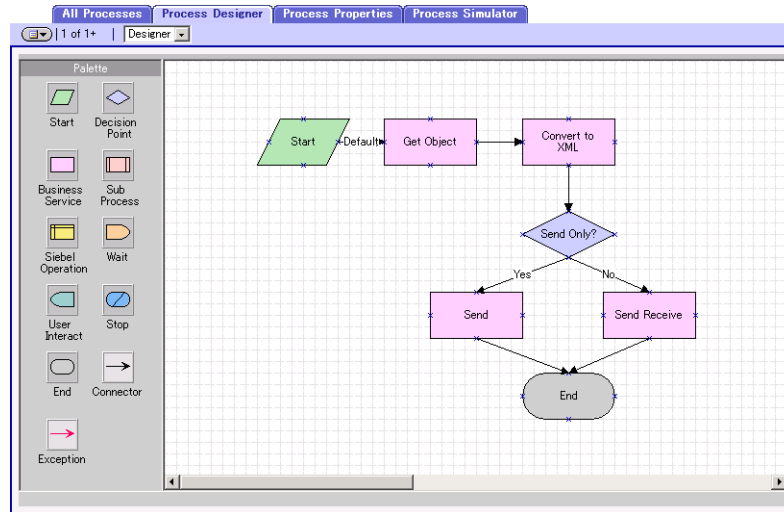 All Processes
Process Designer
Process Properties
Process Simulator
1 of 1+
Designer
Palette
Start
Decision
Point
Business
Service
Sub
Process
Siebel
Operation
Wait
User
Interact
Stop
End
Connector
Exception
Start
Default
Get Object
Convert to
XML
Send Only?
Yes
No
Send
Send Receive
End